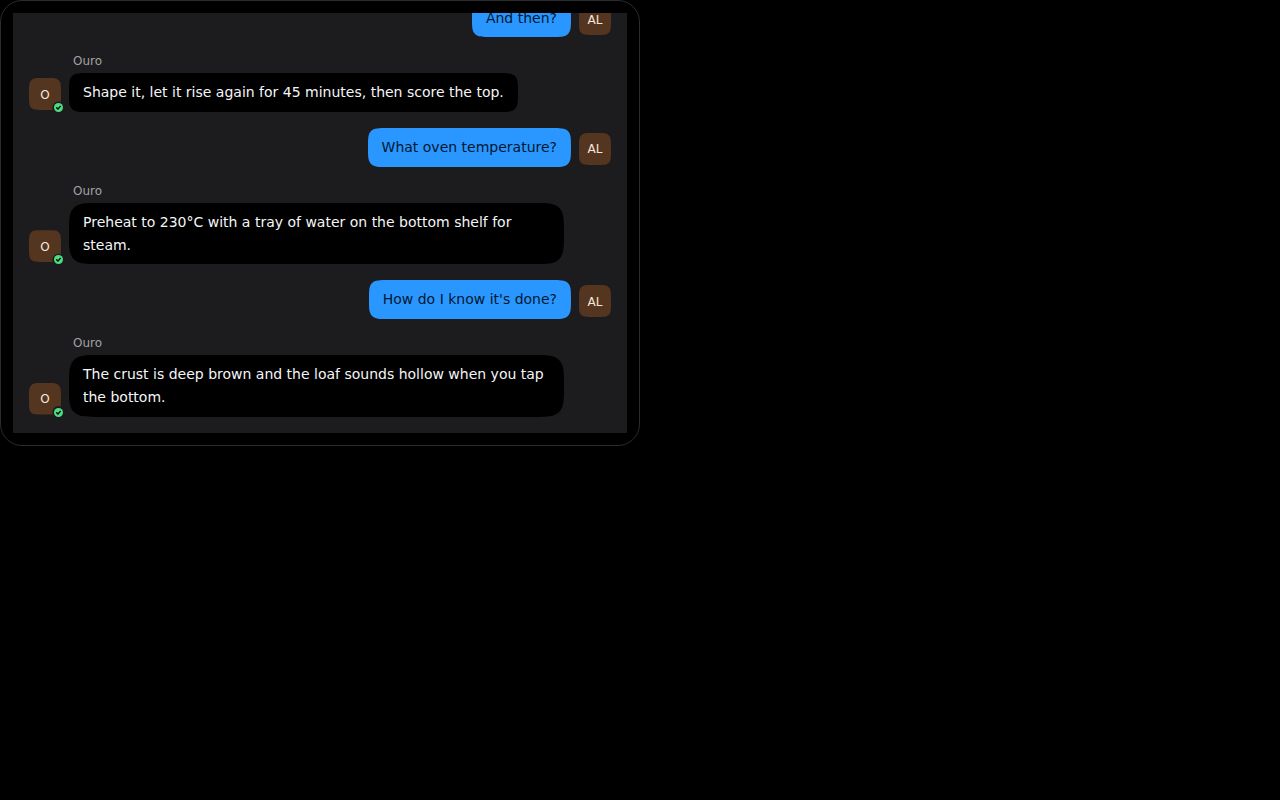 And then?
AL
Ouro
O
Shape it, let it rise again for 45 minutes, then score the top.
What oven temperature?
AL
Ouro
O
Preheat to 230°C with a tray of water on the bottom shelf for
steam.
How do I know it's done?
AL
Ouro
O
The crust is deep brown and the loaf sounds hollow when you tap
the bottom.